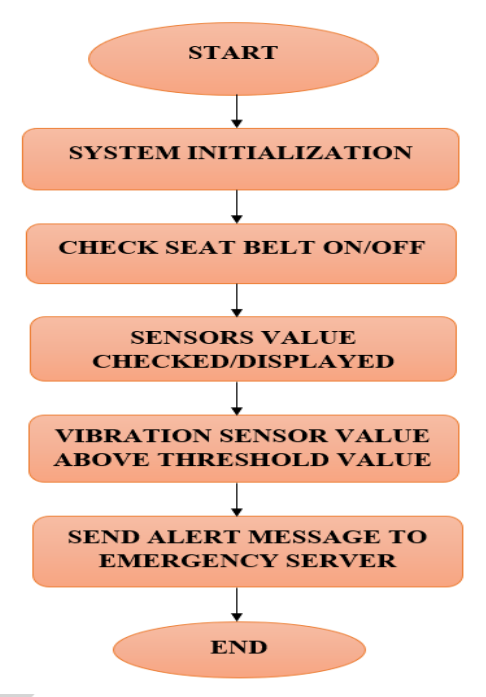 START
SYSTEM INITIALIZATION
CHECK SEAT BELT ON/OFF
SENSORS VALUE
CHECKED/DISPLAYED
VIBRATION SENSOR VALUE
ABOVE THRESHOLD VALUE
SEND ALERT MESSAGE TO
EMERGENCY SERVER
END